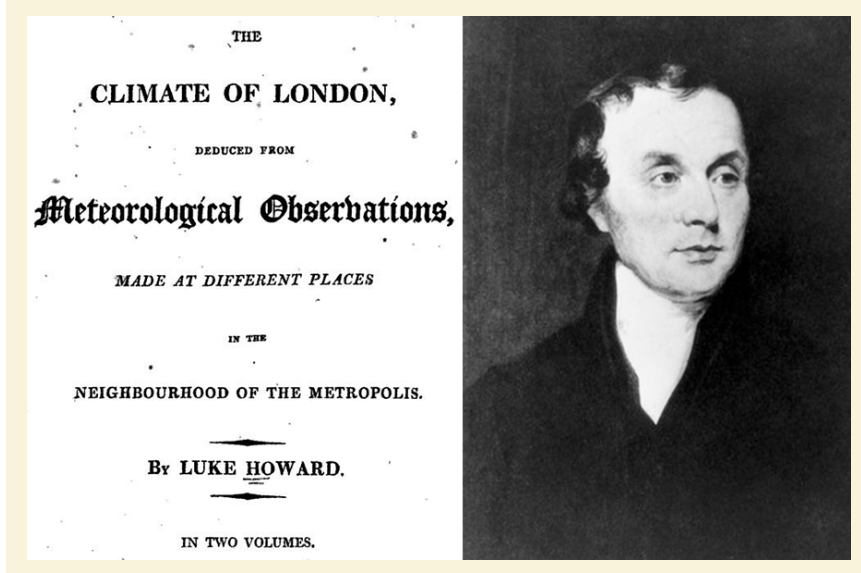 THE
CLIMATE OF LONDON,
DEDUCED FROM
Meteorological Observations,
MADE AT DIFFERENT PLACES
IN THE
NEIGHBOURHOOD OF THE METROPOLIS.
By LUKE HOWARD.
IN TWO VOLUMES.